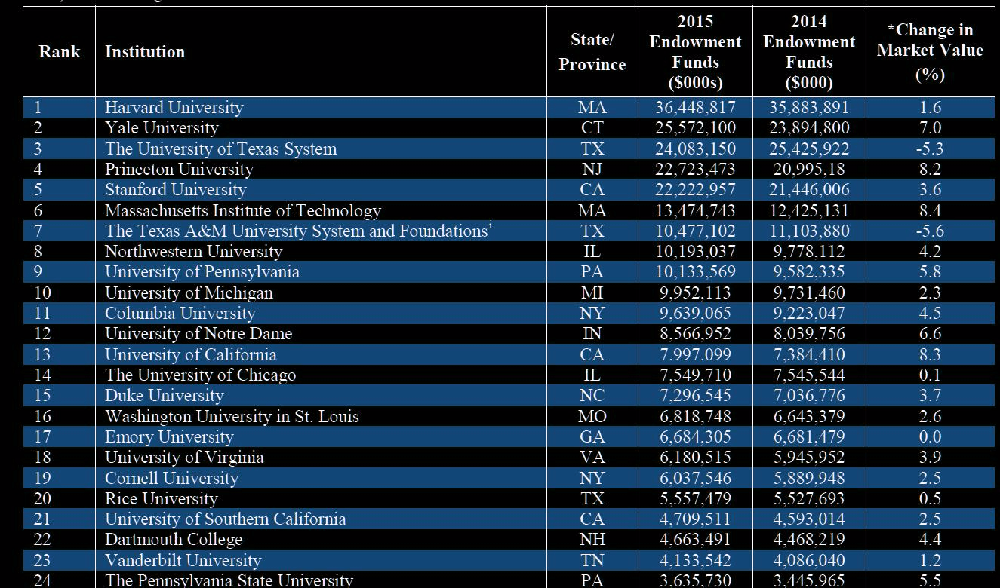 Rank Institution State/ Province 2015 Endowment Funds ($000s) 2014 Endowment Funds ($000) *Change in Market Value (%)
1 Harvard University MA 36,448,817 35,883,891 1.6
2 Yale University CT 25,572,100 23,894,800 7.0
3 The University of Texas System TX 24,083,150 25,425,922 -5.3
4 Princeton University NJ 22,723,473 20,995,18 8.2
5 Stanford University CA 22,222,957 21,446,006 3.6
6 Massachusetts Institute of Technology MA 13,474,743 12,425,131 8.4
7 The Texas A&M University System and Foundations¹ TX 10,477,102 11,103,880 -5.6
8 Northwestern University IL 10,193,037 9,778,112 4.2
9 University of Pennsylvania PA 10,133,569 9,582,335 5.8
10 University of Michigan MI 9,952,113 9,731,460 2.3
11 Columbia University NY 9,639,065 9,223,047 4.5
12 University of Notre Dame IN 8,566,952 8,039,756 6.6
13 University of California CA 7.997.099 7,384,410 8.3
14 The University of Chicago IL 7,549,710 7,545,544 0.1
15 Duke University NC 7,296,545 7,036,776 3.7
16 Washington University in St. Louis MO 6,818,748 6,643,379 2.6
17 Emory University GA 6,684,305 6,681,479 0.0
18 University of Virginia VA 6,180,515 5,945,952 3.9
19 Cornell University NY 6,037,546 5,889,948 2.5
20 Rice University TX 5,557,479 5,527,693 0.5
21 University of Southern California CA 4,709,511 4,593,014 2.5
22 Dartmouth College NH 4,663,491 4,468,219 4.4
23 Vanderbilt University TN 4,133,542 4,086,040 1.2
24 The Pennsylvania State University PA 3,635,730 3,445,965 5.5